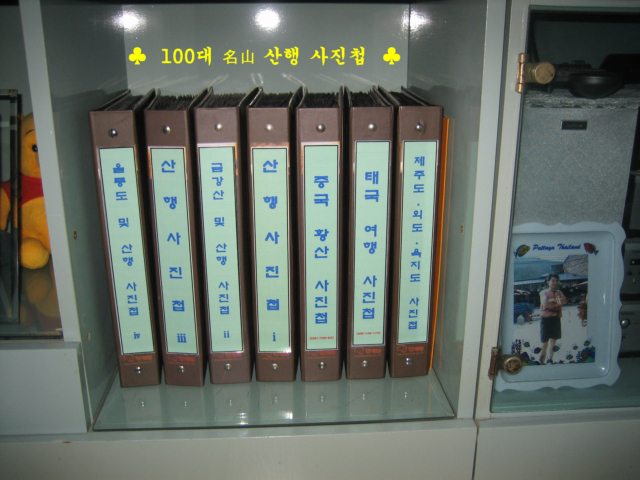 ♣ 100대 名山 산행 사진첩 ♣
울릉도 및 산행 사진첩 ⅳ
산행사진첩 ⅲ
금강산 및 산행 사진첩 ⅱ
산행사진첩 ⅰ
중국 황산 사진첩
태국 여행 사진첩
제주도·외도·욕지도 사진첩
Pattaya Thailand